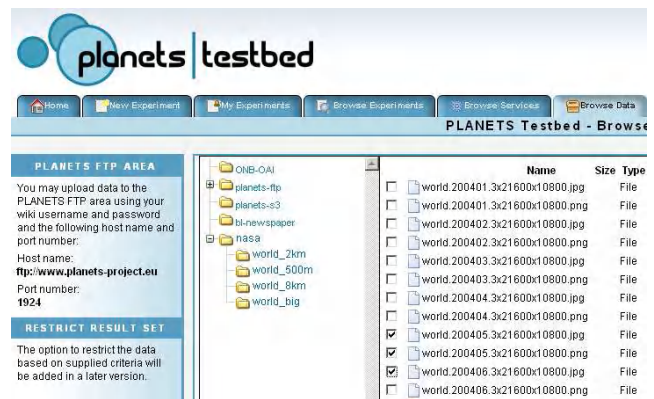 planets testbed
Home
New Experiment
My Experiments
Browse Experiments
Browse Services
Browse Data
PLANETS Testbed - Browse
PLANETS FTP AREA
You may upload data to the
PLANETS FTP area using your
wiki username and password
and the following host name and
port number:
Host name:
ftp://www.planets-project.eu
Port number:
1924
RESTRICT RESULT SET
The option to restrict the data
based on supplied criteria will
be added in a later version.
ONB-OAI
planets-ftp
planets-s3
bl-newspaper
nasa
world_2km
world_500m
world_8km
world_big
Name Size Type
world.200401.3x21600x10800.jpg File
world.200401.3x21600x10800.png File
world.200402.3x21600x10800.jpg File
world.200402.3x21600x10800.png File
world.200403.3x21600x10800.jpg File
world.200403.3x21600x10800.png File
world.200404.3x21600x10800.jpg File
world.200404.3x21600x10800.png File
world.200405.3x21600x10800.jpg File
world.200405.3x21600x10800.png File
world.200406.3x21600x10800.jpg File
world.200406.3x21600x10800.png File